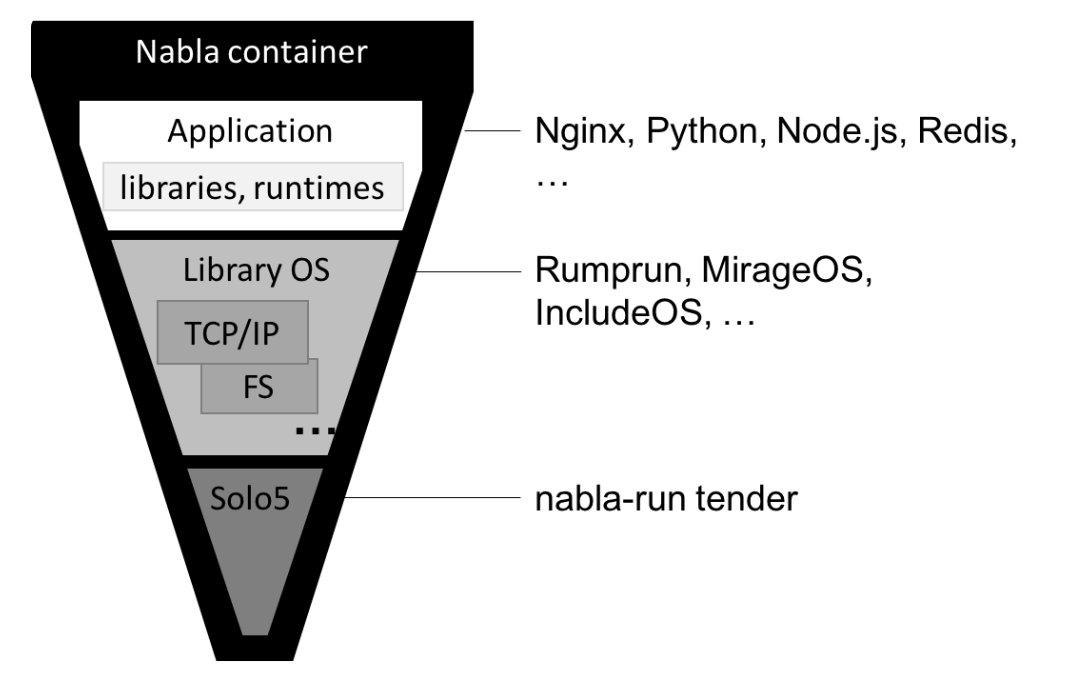 Nabla container
Application
Nginx, Python, Node.js, Redis,
…
libraries, runtimes
Library OS
Rumprun, MirageOS,
IncludeOS, …
TCP/IP
FS
...
Solo5
nabla-run tender